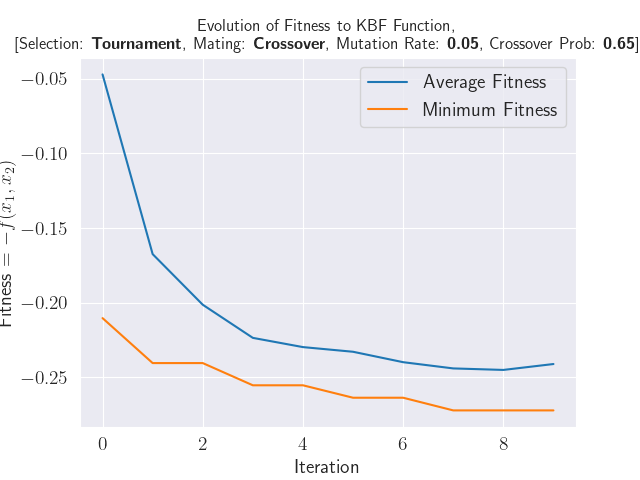 Evolution of Fitness to KBF Function,
[Selection: Tournament, Mating: Crossover, Mutation Rate: 0.05, Crossover Prob: 0.65]
Average Fitness
Minimum Fitness
Fitness = −f(x₁, x₂)
−0.05
−0.10
−0.15
−0.20
−0.25
0 2 4 6 8
Iteration